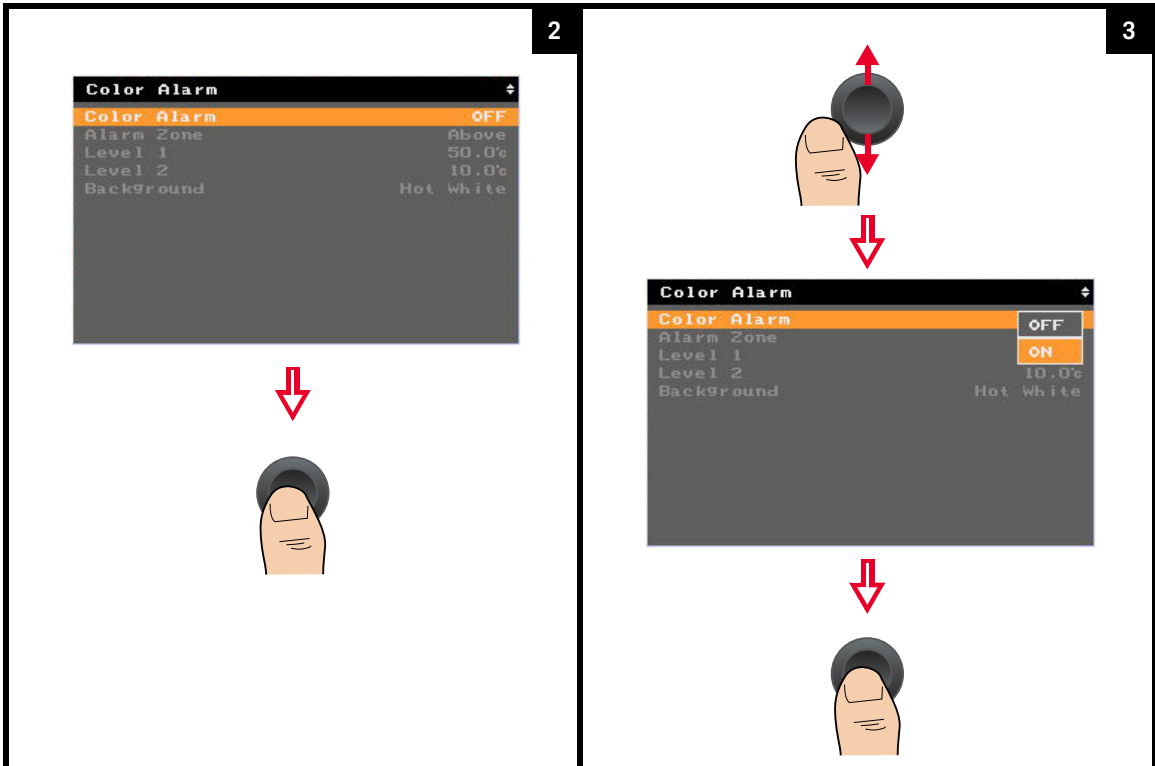 2
Color Alarm
Color Alarm OFF
Alarm Zone Above
Level 1 50.0℃
Level 2 10.0℃
Background Hot White
3
Color Alarm
Color Alarm OFF
Alarm Zone ON
Level 1
Level 2 10.0℃
Background Hot White